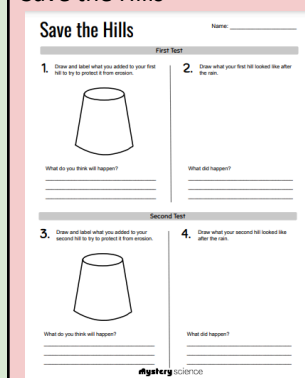 Save the Hills
Save the Hills
Name:
First Test
1. Draw and label what you added to your first
hill to try to protect it from erosion.
2. Draw what your first hill looked like after
the rain.
What do you think will happen?
What did happen?
Second Test
3. Draw and label what you added to your
second hill to try to protect it from erosion.
4. Draw what your second hill looked like
after the rain.
What do you think will happen?
What did happen?
Mystery science